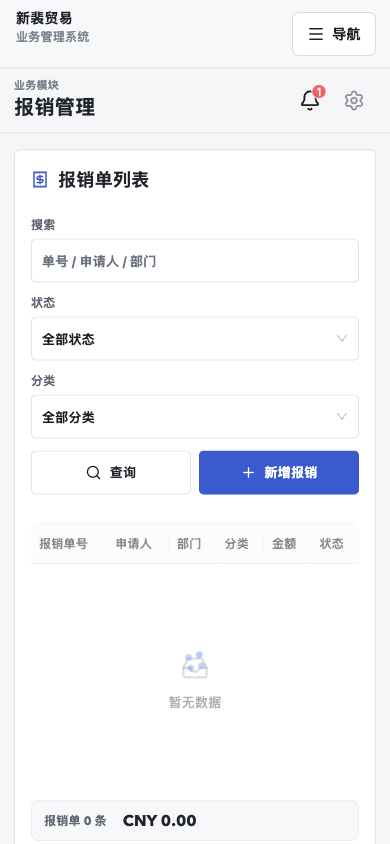 新裴贸易
业务管理系统
导航
业务模块
报销管理
1
报销单列表
搜索
单号 / 申请人 / 部门
状态
全部状态
分类
全部分类
查询
新增报销
报销单号 申请人 部门 分类 金额 状态
暂无数据
报销单 0 条 CNY 0.00